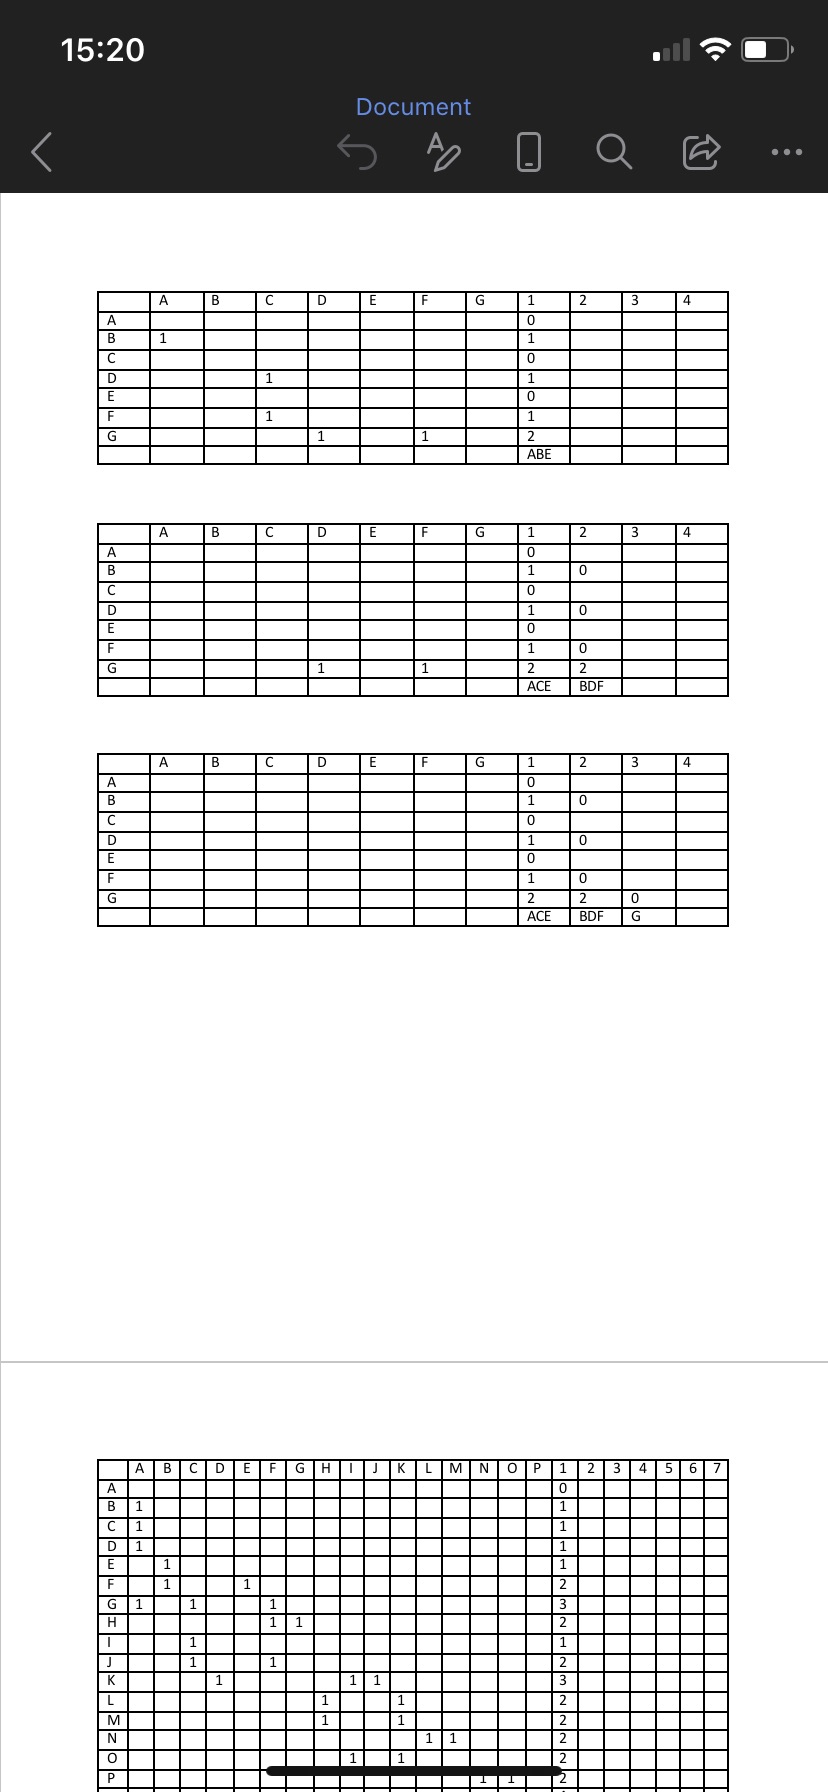 15:20
Document
A B C D E F G 1 2 3 4
A 0
B 1 1
C 0
D 1 1
E 0
F 1 1
G 1 1 2
ABE
A B C D E F G 1 2 3 4
A 0
B 1 0
C 0
D 1 0
E 0
F 1 0
G 1 1 2 2
ACE BDF
A B C D E F G 1 2 3 4
A 0
B 1 0
C 0
D 1 0
E 0
F 1 0
G 2 2 0
ACE BDF G
A B C D E F G H I J K L M N O P 1 2 3 4 5 6 7
A 0
B 1 1
C 1 1
D 1 1
E 1 1
F 1 1 2
G 1 1 1 3
H 1 1 2
I 1 1
J 1 1 2
K 1 1 1 3
L 1 1 2
M 1 1 2
N 1 1 2
O 1 1 2
P 1 1 2